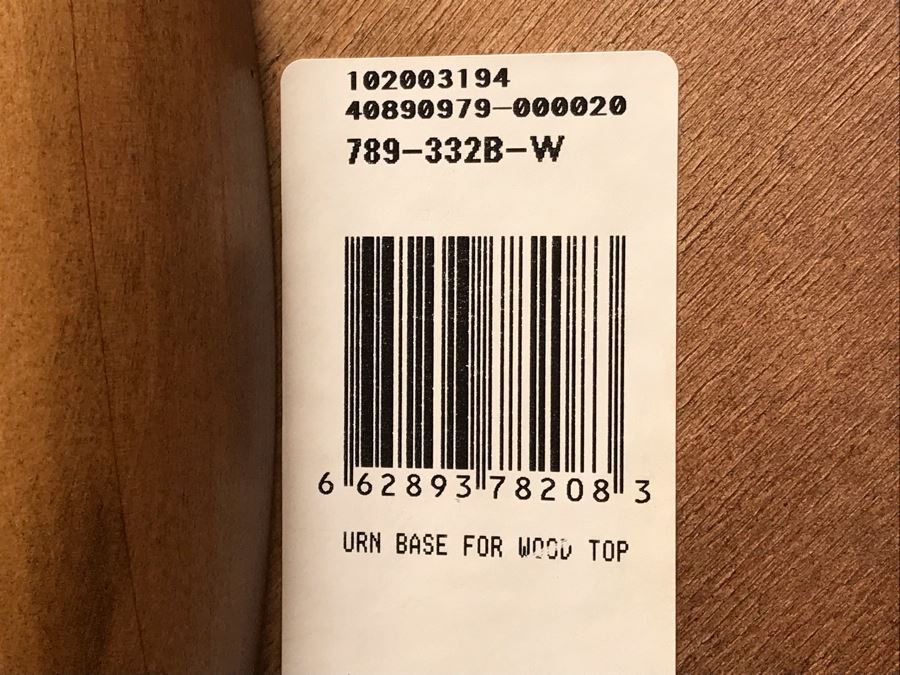 102003194
40890979-000020
789-332B-W
6 62893 78208 3
URN BASE FOR WOOD TOP